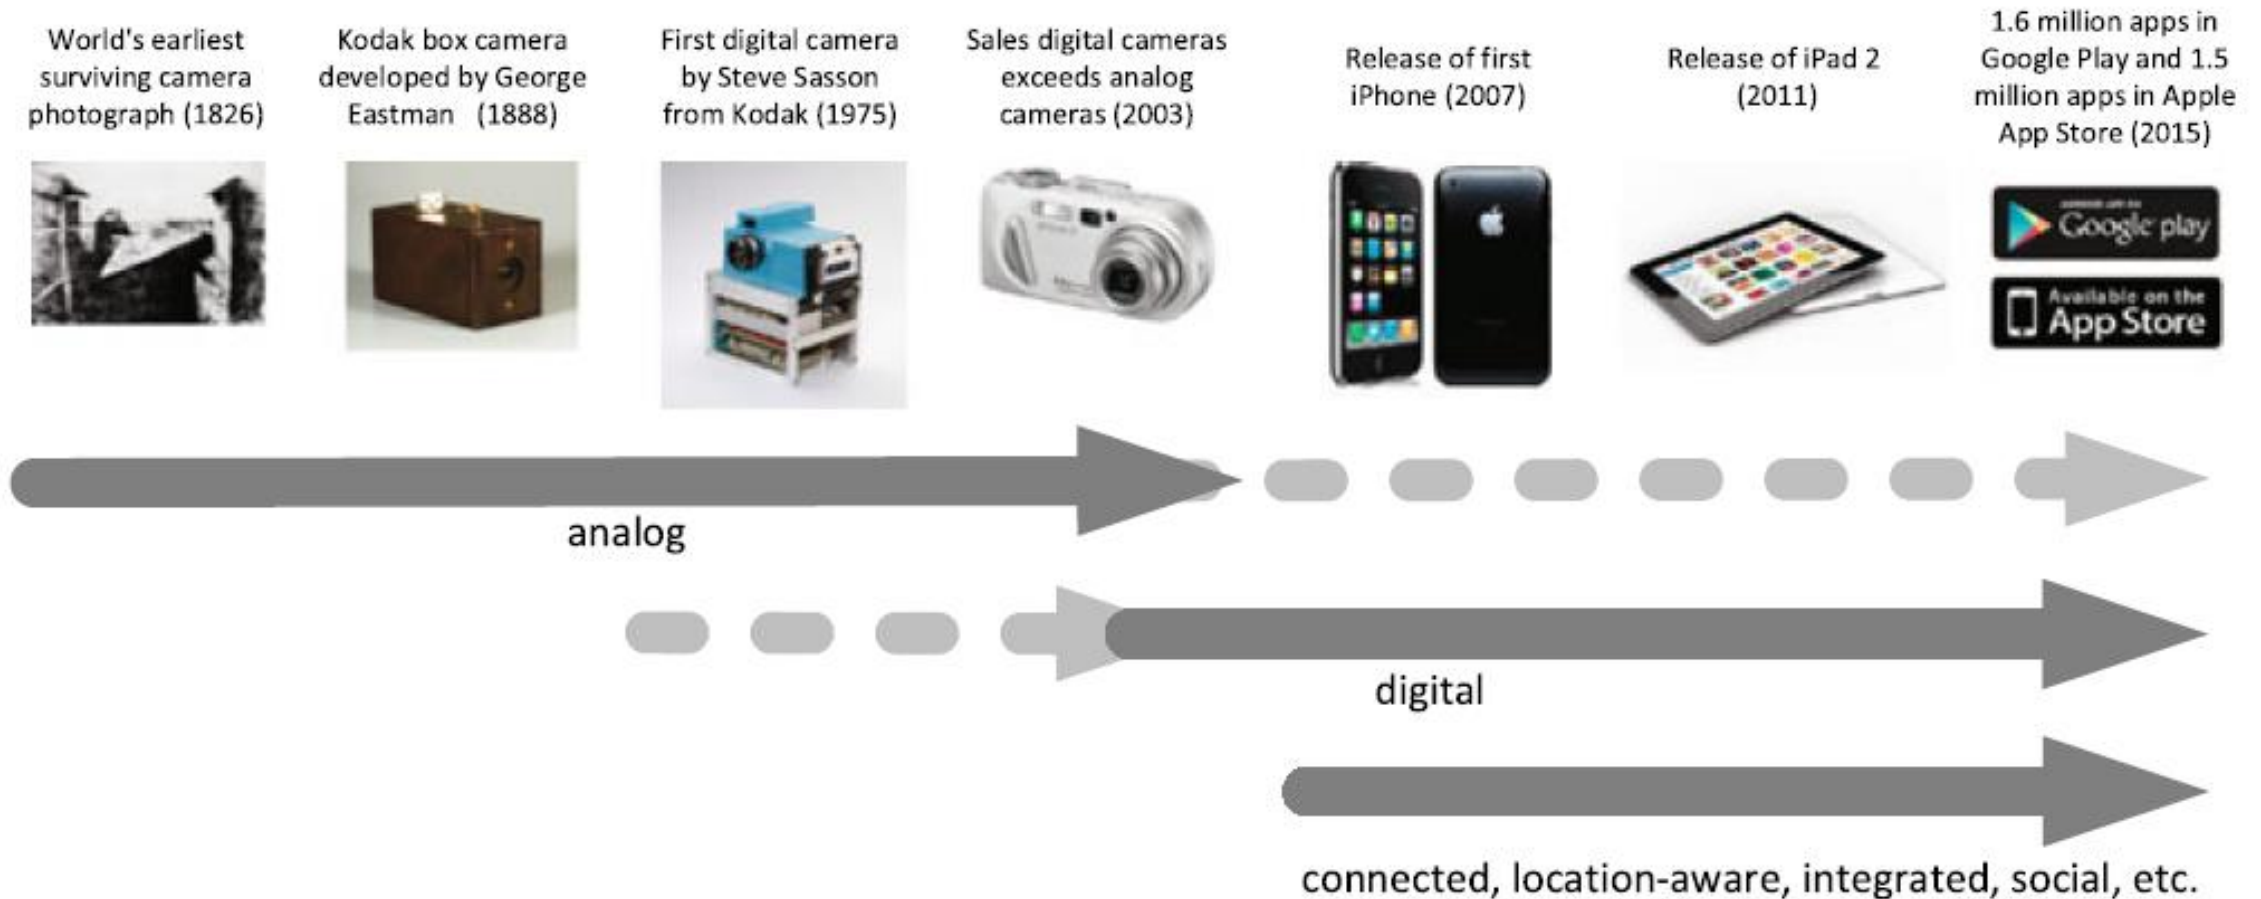 World's earliest
surviving camera
photograph (1826)
Kodak box camera
developed by George
Eastman (1888)
First digital camera
by Steve Sasson
from Kodak (1975)
Sales digital cameras
exceeds analog
cameras (2003)
Release of first
iPhone (2007)
Release of iPad 2
(2011)
1.6 million apps in
Google Play and 1.5
million apps in Apple
App Store (2015)
Google play
Available on the
App Store
analog
digital
connected, location-aware, integrated, social, etc.